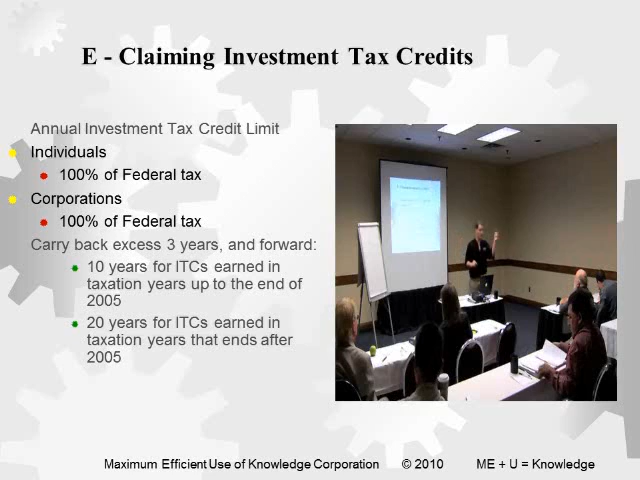 E - Claiming Investment Tax Credits
Annual Investment Tax Credit Limit
Individuals
100% of Federal tax
Corporations
100% of Federal tax
Carry back excess 3 years, and forward:
10 years for ITCs earned in
taxation years up to the end of
2005
20 years for ITCs earned in
taxation years that ends after
2005
Maximum Efficient Use of Knowledge Corporation © 2010 ME + U = Knowledge